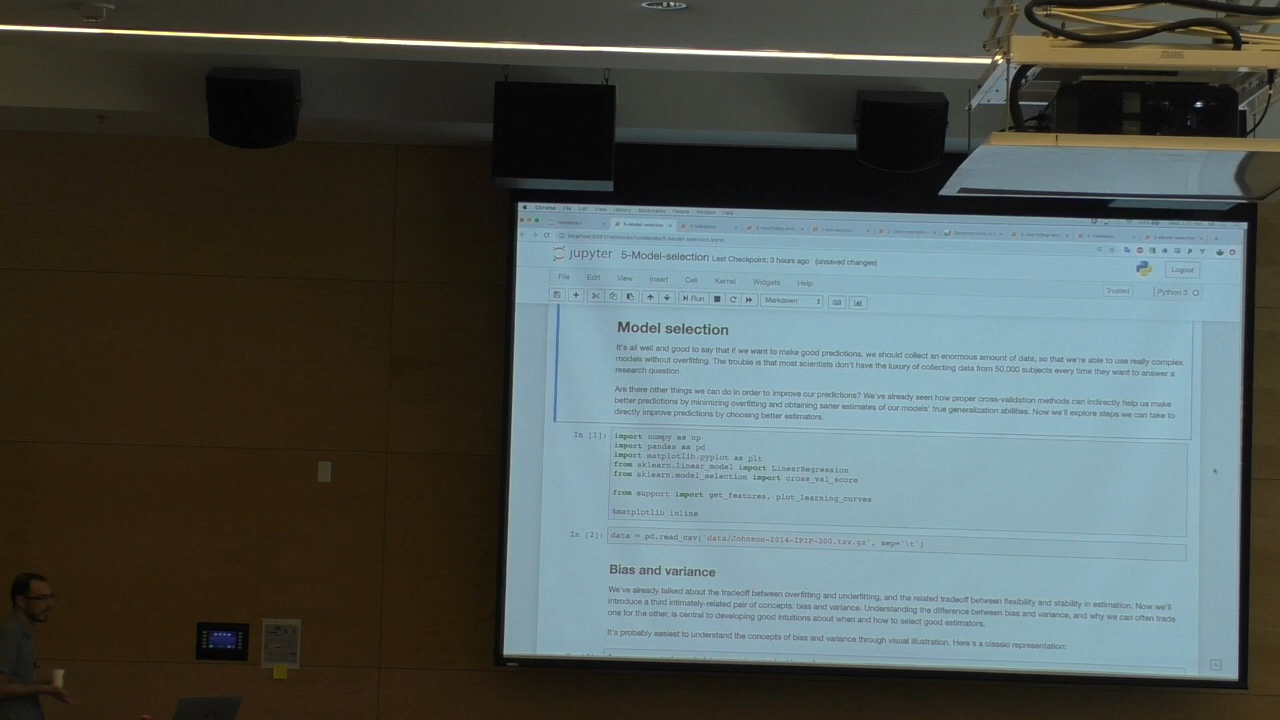 Chrome File Edit View History Bookmarks People Window Help
5-Model-selection
jupyter 5-Model-selection Last Checkpoint: 3 hours ago (unsaved changes)
Logout
File Edit View Insert Cell Kernel Widgets Help
Trusted Python 3
Run Markdown
Model selection
It's all well and good to say that if we want to make good predictions, we should collect an enormous amount of data, so that we're able to use really complex
models without overfitting. The trouble is that most scientists don't have the luxury of collecting data from 50,000 subjects every time they want to answer a
research question.
Are there other things we can do in order to improve our predictions? We've already seen how proper cross-validation methods can indirectly help us make
better predictions by minimizing overfitting and obtaining saner estimates of our models' true generalization abilities. Now we'll explore steps we can take to
directly improve predictions by choosing better estimators.
In [1]: import numpy as np
import pandas as pd
import matplotlib.pyplot as plt
from sklearn.linear_model import LinearRegression
from sklearn.model_selection import cross_val_score
from support import get_features, plot_learning_curves
%matplotlib inline
In [2]: data = pd.read_csv('data/Johnson-2014-IPIP-300.tsv.gz', sep='\t')
Bias and variance
We've already talked about the tradeoff between overfitting and underfitting, and the related tradeoff between flexibility and stability in estimation. Now we'll
introduce a third intimately-related pair of concepts: bias and variance. Understanding the difference between bias and variance, and why we can often trade
one for the other, is central to developing good intuitions about when and how to select good estimators.
It's probably easiest to understand the concepts of bias and variance through visual illustration. Here's a classic representation: